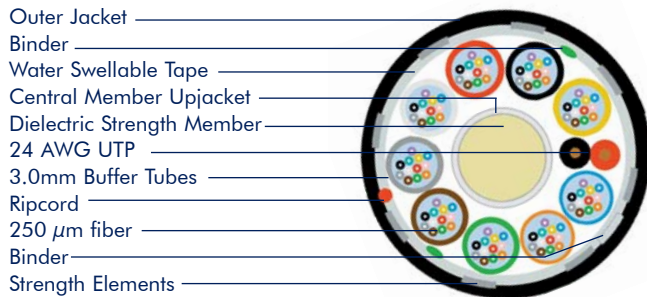 Outer Jacket
Binder
Water Swellable Tape
Central Member Upjacket
Dielectric Strength Member
24 AWG UTP
3.0mm Buffer Tubes
Ripcord
250 µm fiber
Binder
Strength Elements